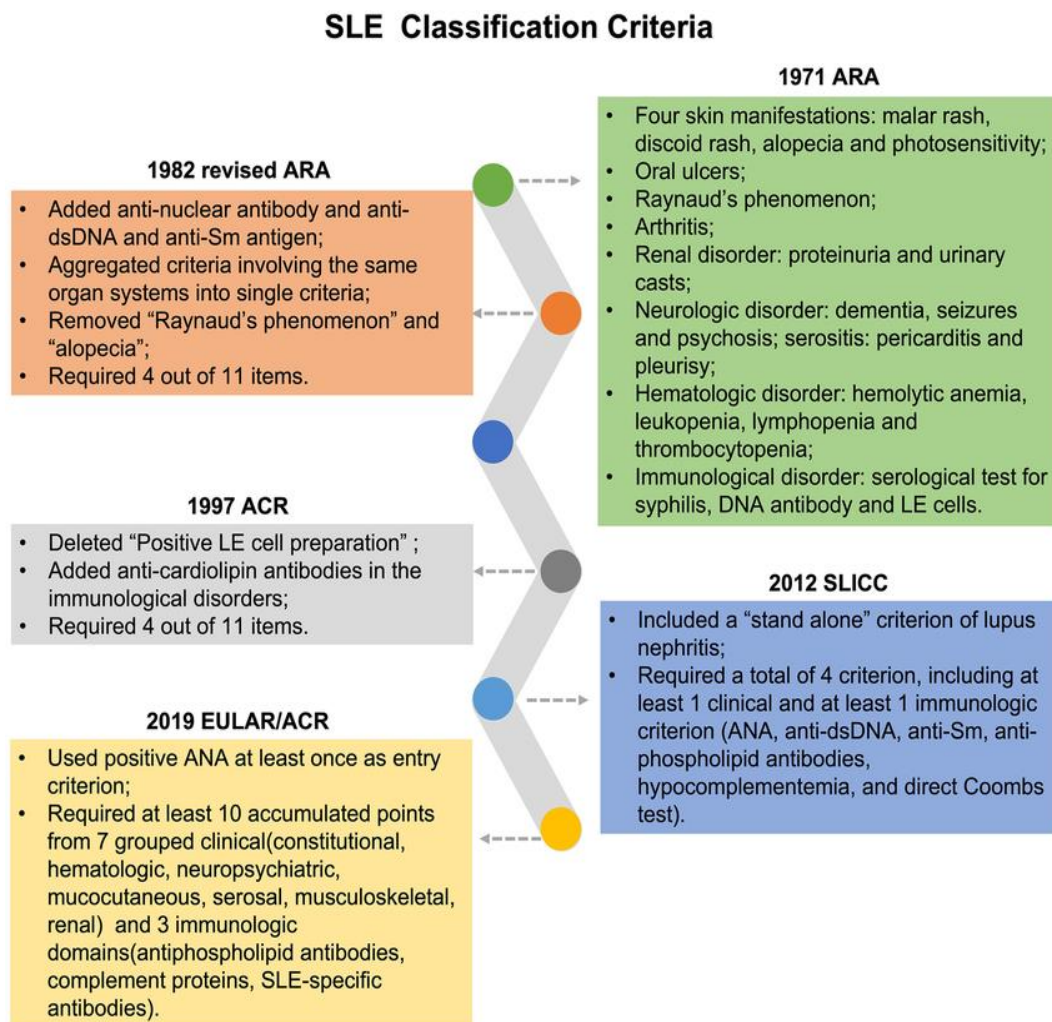 SLE Classification Criteria
1971 ARA
• Four skin manifestations: malar rash,
discoid rash, alopecia and photosensitivity;
• Oral ulcers;
• Raynaud's phenomenon;
• Arthritis;
• Renal disorder: proteinuria and urinary
casts;
• Neurologic disorder: dementia, seizures
and psychosis; serositis: pericarditis and
pleurisy;
• Hematologic disorder: hemolytic anemia,
leukopenia, lymphopenia and
thrombocytopenia;
• Immunological disorder: serological test for
syphilis, DNA antibody and LE cells.
1982 revised ARA
• Added anti-nuclear antibody and anti-
dsDNA and anti-Sm antigen;
• Aggregated criteria involving the same
organ systems into single criteria;
• Removed “Raynaud's phenomenon” and
“alopecia”;
• Required 4 out of 11 items.
1997 ACR
• Deleted “Positive LE cell preparation” ;
• Added anti-cardiolipin antibodies in the
immunological disorders;
• Required 4 out of 11 items.
2012 SLICC
• Included a “stand alone” criterion of lupus
nephritis;
• Required a total of 4 criterion, including at
least 1 clinical and at least 1 immunologic
criterion (ANA, anti-dsDNA, anti-Sm, anti-
phospholipid antibodies,
hypocomplementemia, and direct Coombs
test).
2019 EULAR/ACR
• Used positive ANA at least once as entry
criterion;
• Required at least 10 accumulated points
from 7 grouped clinical(constitutional,
hematologic, neuropsychiatric,
mucocutaneous, serosal, musculoskeletal,
renal) and 3 immunologic
domains(antiphospholipid antibodies,
complement proteins, SLE-specific
antibodies).